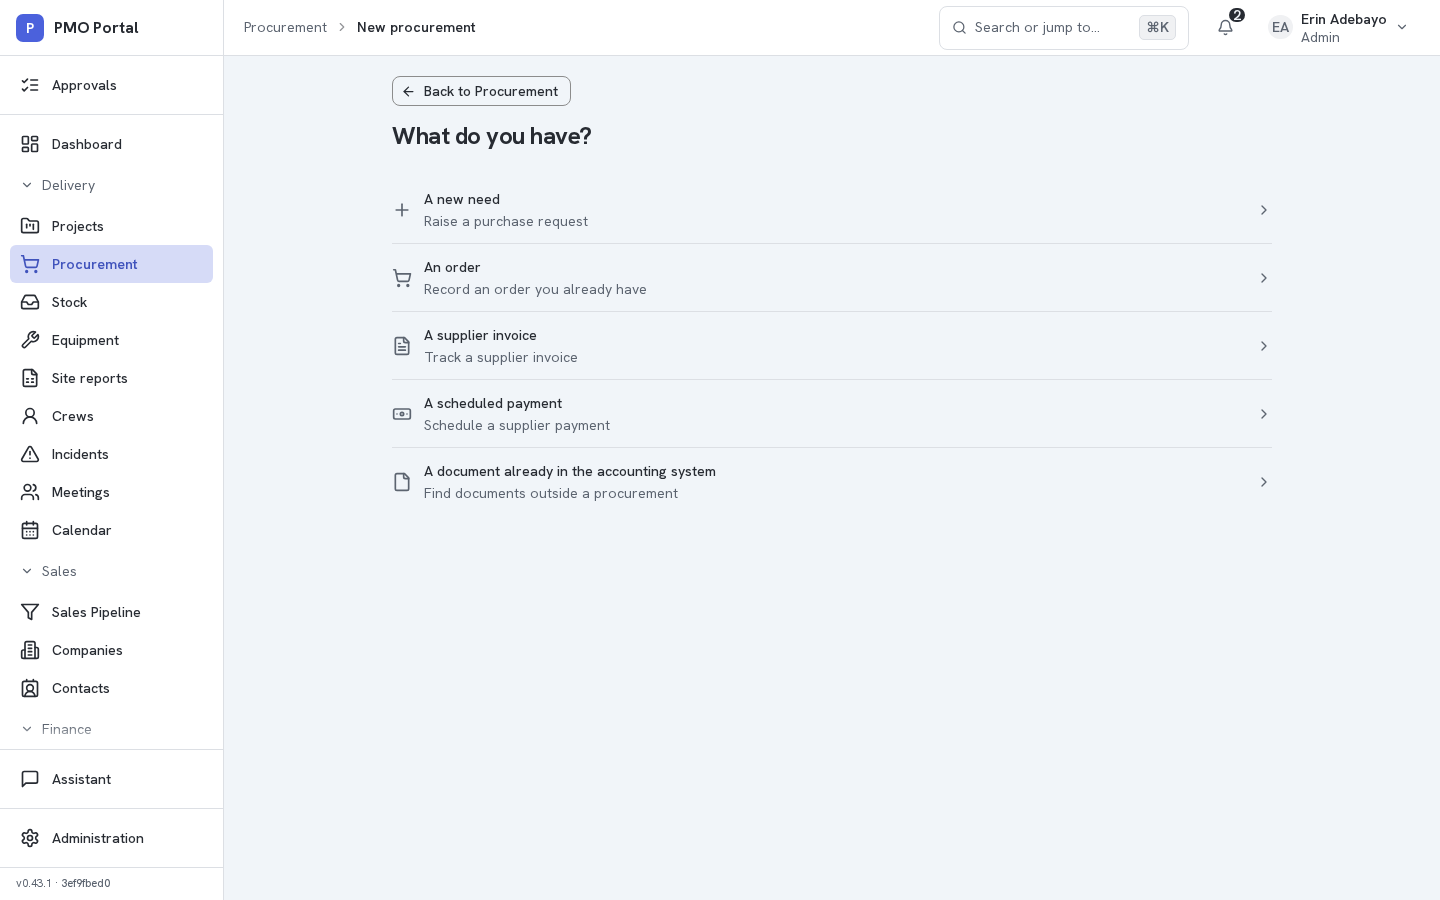 P PMO Portal
Procurement > New procurement
Search or jump to... ⌘K
2
EA
Erin Adebayo
Admin
Approvals
Dashboard
Delivery
Projects
Procurement
Stock
Equipment
Site reports
Crews
Incidents
Meetings
Calendar
Sales
Sales Pipeline
Companies
Contacts
Finance
Assistant
Administration
v0.43.1 · 3ef9fbed0
Back to Procurement
What do you have?
A new need
Raise a purchase request
An order
Record an order you already have
A supplier invoice
Track a supplier invoice
A scheduled payment
Schedule a supplier payment
A document already in the accounting system
Find documents outside a procurement